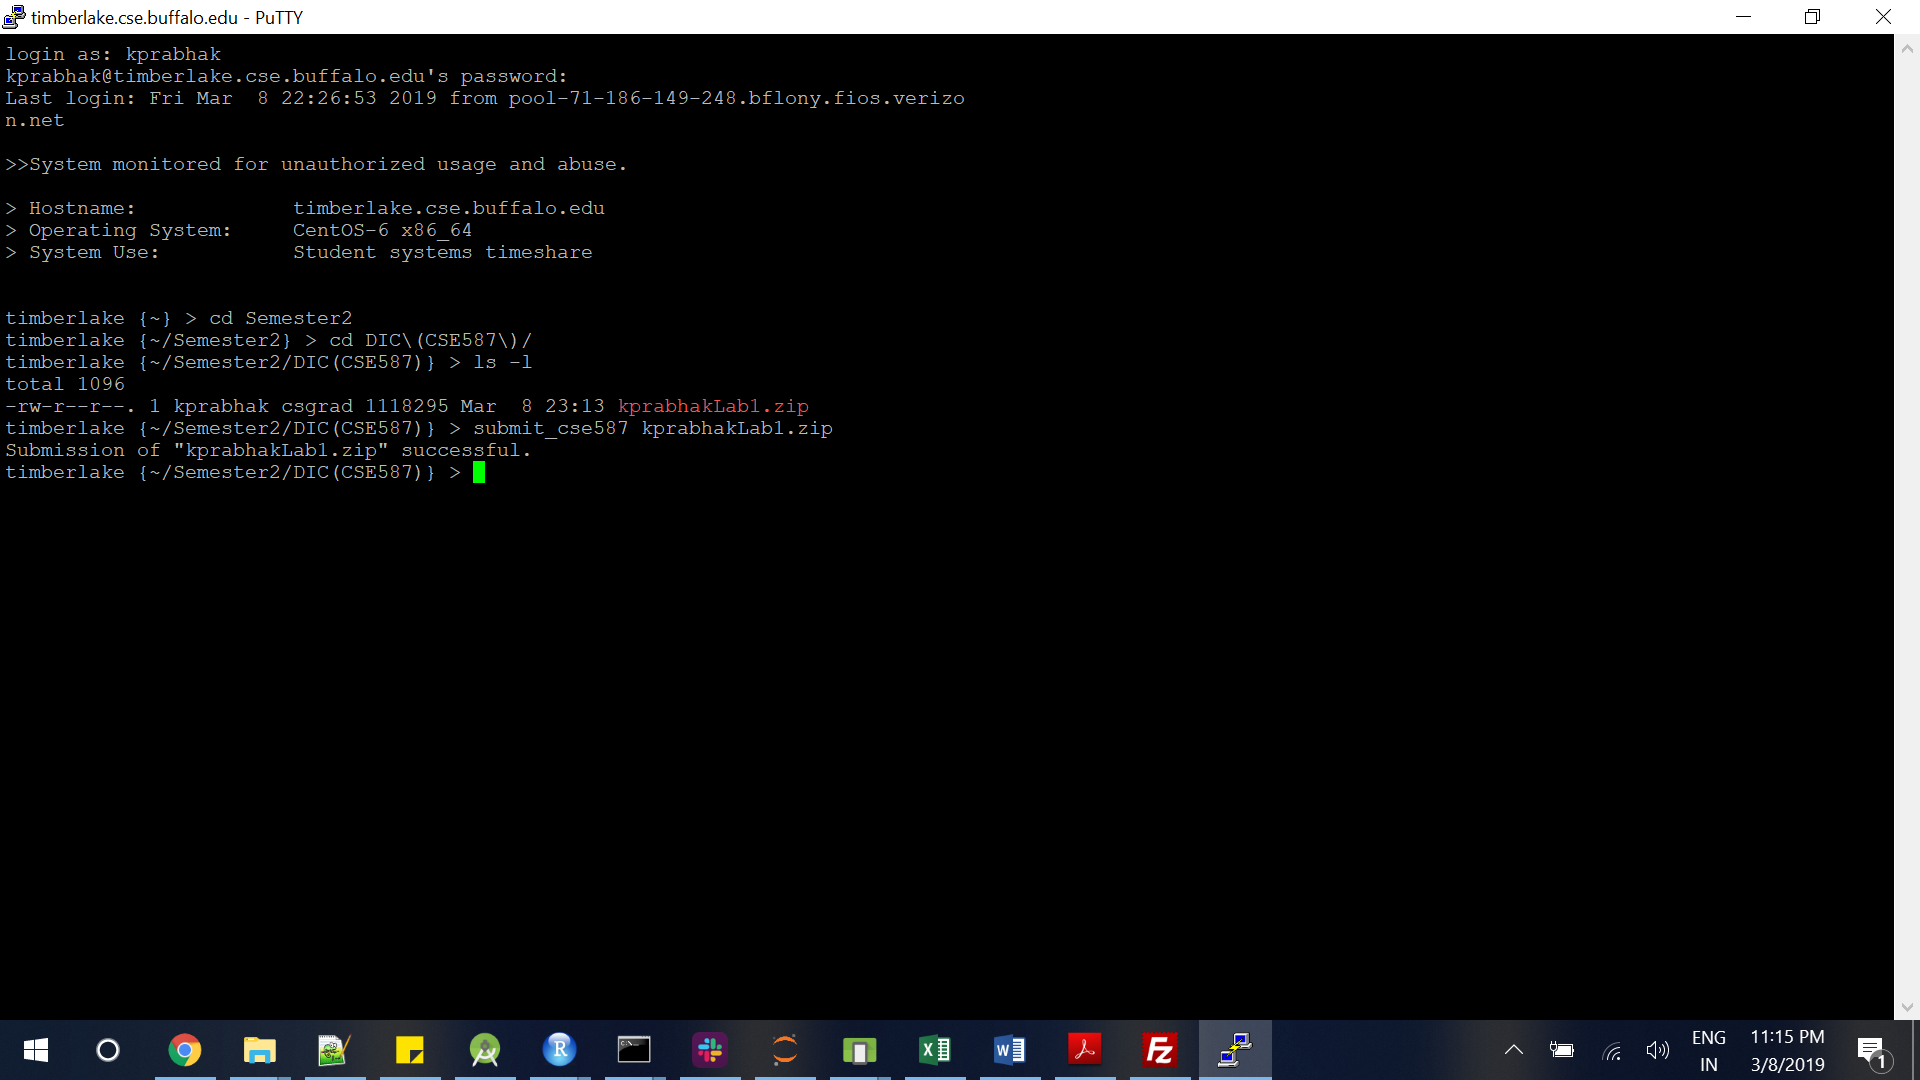 timberlake.cse.buffalo.edu - PuTTY
login as: kprabhak
kprabhak@timberlake.cse.buffalo.edu's password:
Last login: Fri Mar  8 22:26:53 2019 from pool-71-186-149-248.bflony.fios.verizo
n.net
>>System monitored for unauthorized usage and abuse.
> Hostname:             timberlake.cse.buffalo.edu
> Operating System:     CentOS-6 x86_64
> System Use:           Student systems timeshare
timberlake {~} > cd Semester2
timberlake {~/Semester2} > cd DIC\(CSE587\)/
timberlake {~/Semester2/DIC(CSE587)} > ls -l
total 1096
-rw-r--r--. 1 kprabhak csgrad 1118295 Mar  8 23:13 kprabhakLab1.zip
timberlake {~/Semester2/DIC(CSE587)} > submit_cse587 kprabhakLab1.zip
Submission of "kprabhakLab1.zip" successful.
timberlake {~/Semester2/DIC(CSE587)} >
ENG 11:15 PM
IN 3/8/2019
1